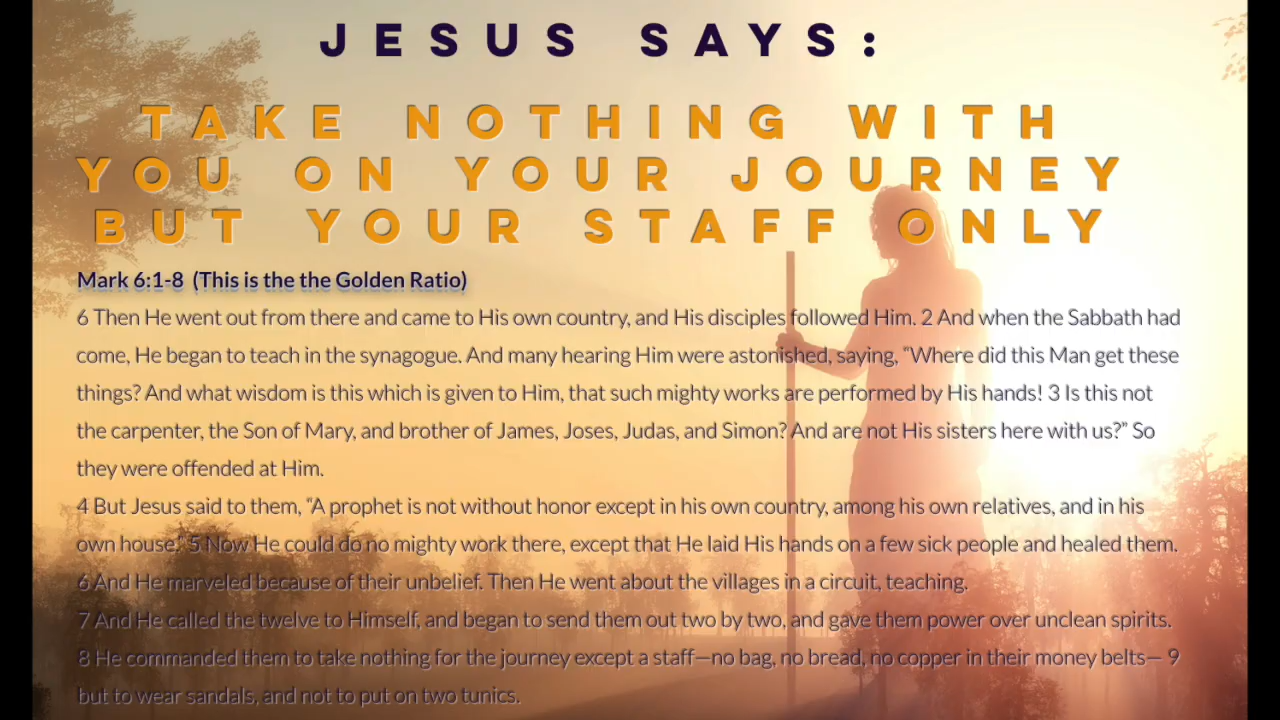 JESUS SAYS:
TAKE NOTHING WITH
YOU ON YOUR JOURNEY
BUT YOUR STAFF ONLY
Mark 6:1-8 (This is the the Golden Ratio)
6 Then He went out from there and came to His own country, and His disciples followed Him. 2 And when the Sabbath had
come, He began to teach in the synagogue. And many hearing Him were astonished, saying, “Where did this Man get these
things? And what wisdom is this which is given to Him, that such mighty works are performed by His hands! 3 Is this not
the carpenter, the Son of Mary, and brother of James, Joses, Judas, and Simon? And are not His sisters here with us?” So
they were offended at Him.
4 But Jesus said to them, “A prophet is not without honor except in his own country, among his own relatives, and in his
own house.” 5 Now He could do no mighty work there, except that He laid His hands on a few sick people and healed them.
6 And He marveled because of their unbelief. Then He went about the villages in a circuit, teaching.
7 And He called the twelve to Himself, and began to send them out two by two, and gave them power over unclean spirits.
8 He commanded them to take nothing for the journey except a staff—no bag, no bread, no copper in their money belts— 9
but to wear sandals, and not to put on two tunics.